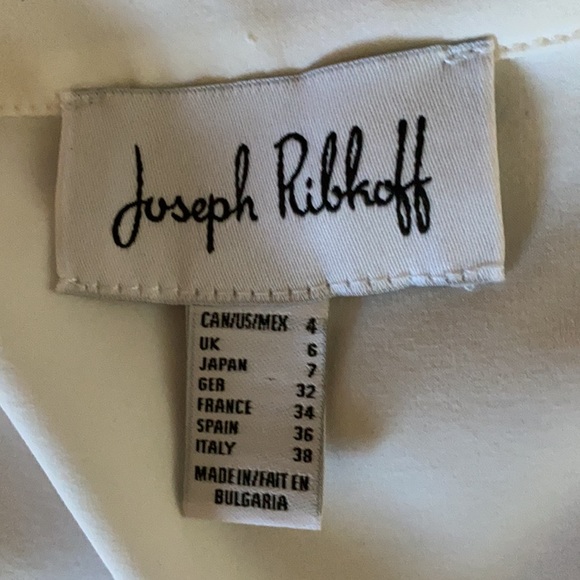 Joseph Ribkoff
CAN/US/MEX 4
UK 6
JAPAN 7
GER 32
FRANCE 34
SPAIN 36
ITALY 38
MADE IN/FAIT EN
BULGARIA